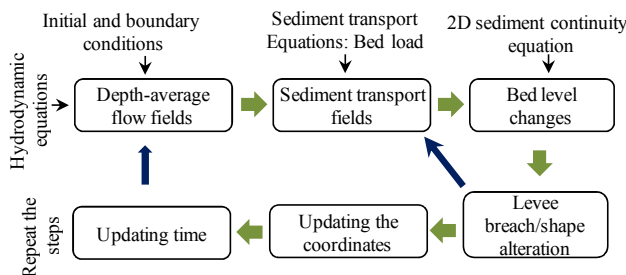 Initial and boundary
conditions
Sediment transport
Equations: Bed load
2D sediment continuity
equation
Hydrodynamic
equations
Depth-average
flow fields
Sediment transport
fields
Bed level
changes
Repeat the
steps
Updating time
Updating the
coordinates
Levee
breach/shape
alteration